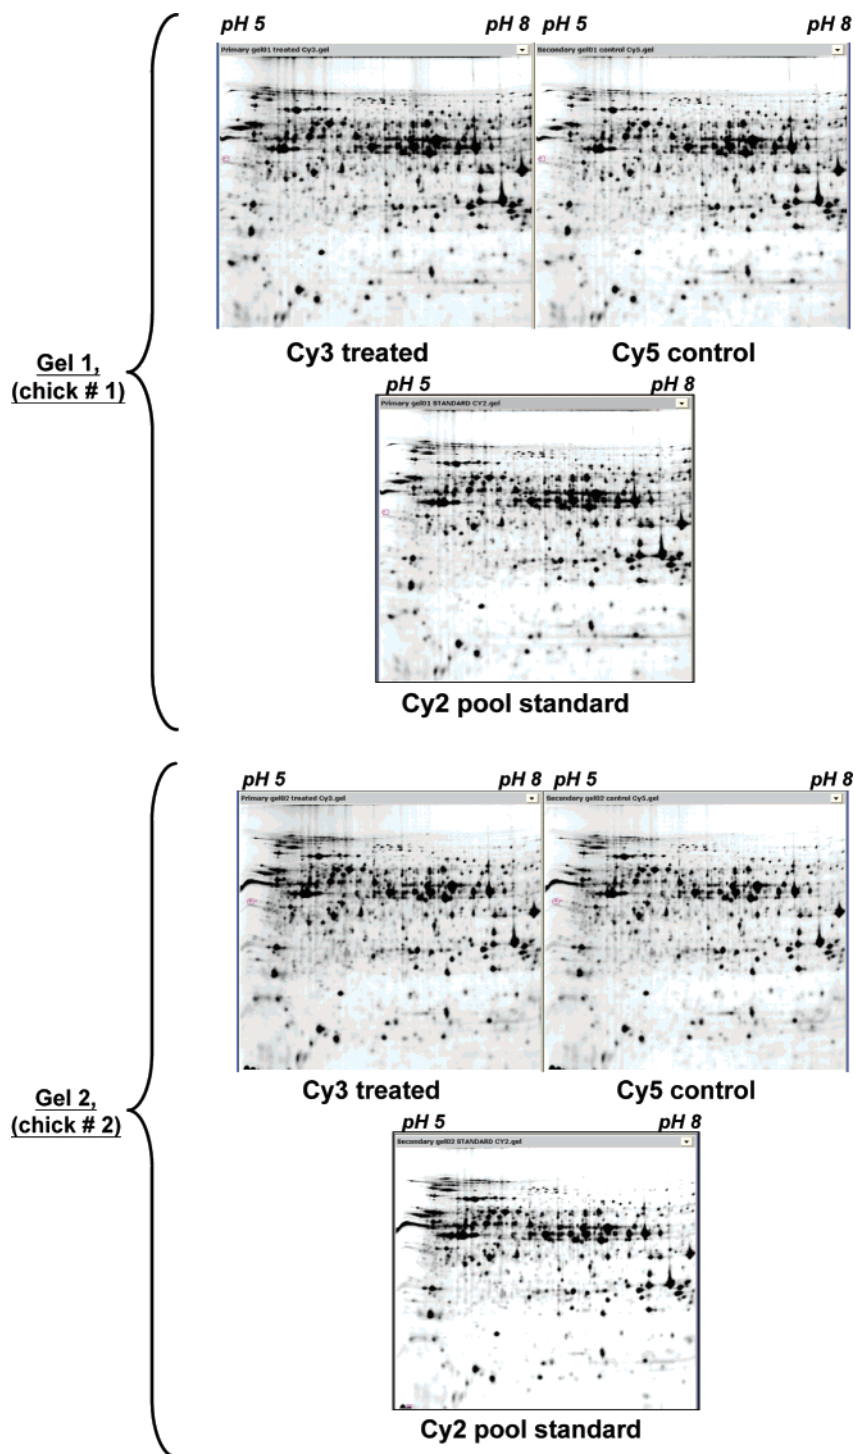 pH 5 pH 8 pH 5 pH 8
Primary gel01 treated Cy3.gel Secondary gel01 control Cy5.gel
Cy3 treated Cy5 control
Gel 1,
(chick # 1)
pH 5 pH 8
Primary gel01 STANDARD CY2.gel
Cy2 pool standard
pH 5 pH 8 pH 5 pH 8
Primary gel02 treated Cy3.gel Secondary gel02 control Cy5.gel
Cy3 treated Cy5 control
Gel 2,
(chick # 2)
pH 5 pH 8
Secondary gel02 STANDARD CY2.gel
Cy2 pool standard